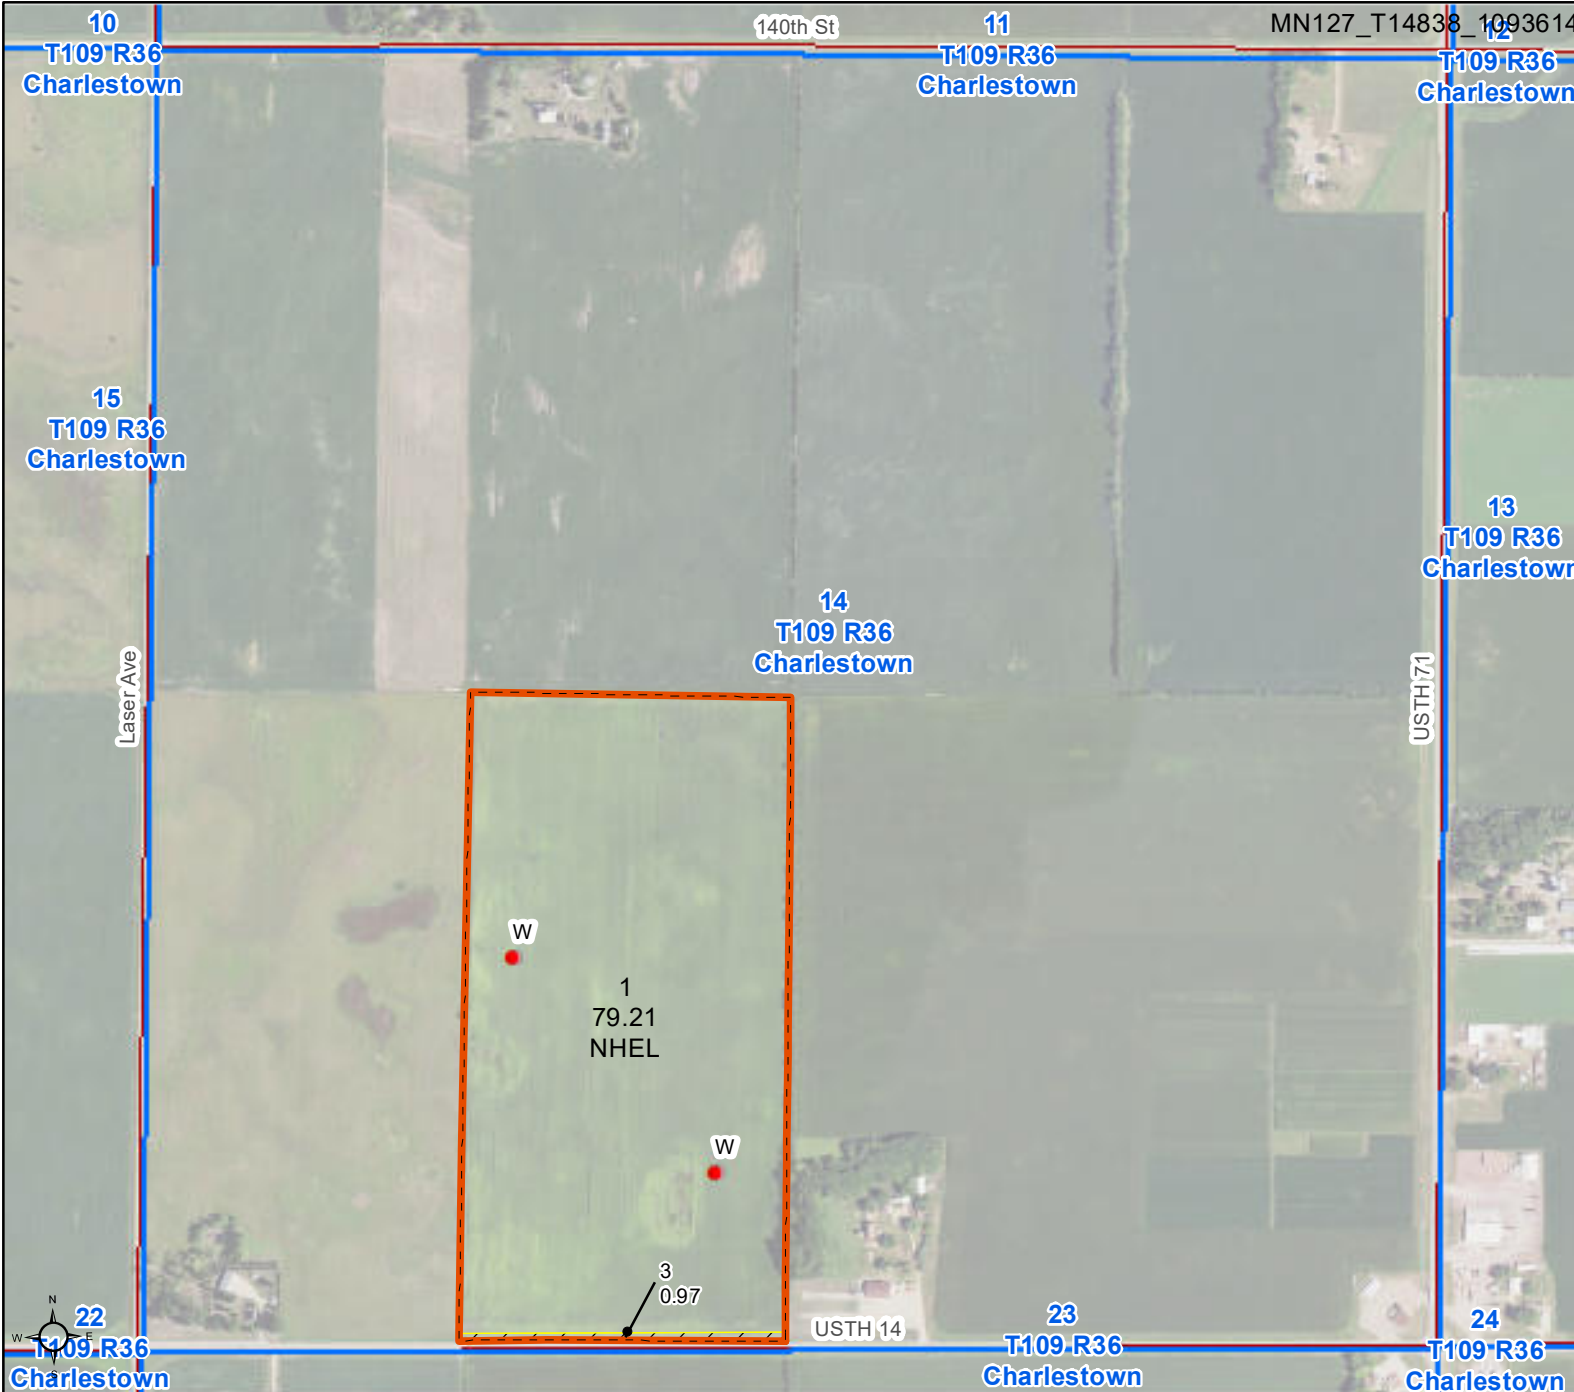 10
T109 R36
Charlestown
140th St
11
T109 R36
Charlestown
MN127_T14838_1093614
12
T109 R36
Charlestown
15
T109 R36
Charlestown
13
T109 R36
Charlestown
14
T109 R36
Charlestown
Laser Ave
USTH 71
W
1
79.21
NHEL
W
3
0.97
USTH 14
N
W
E
S
22
T109 R36
Charlestown
23
T109 R36
Charlestown
24
T109 R36
Charlestown